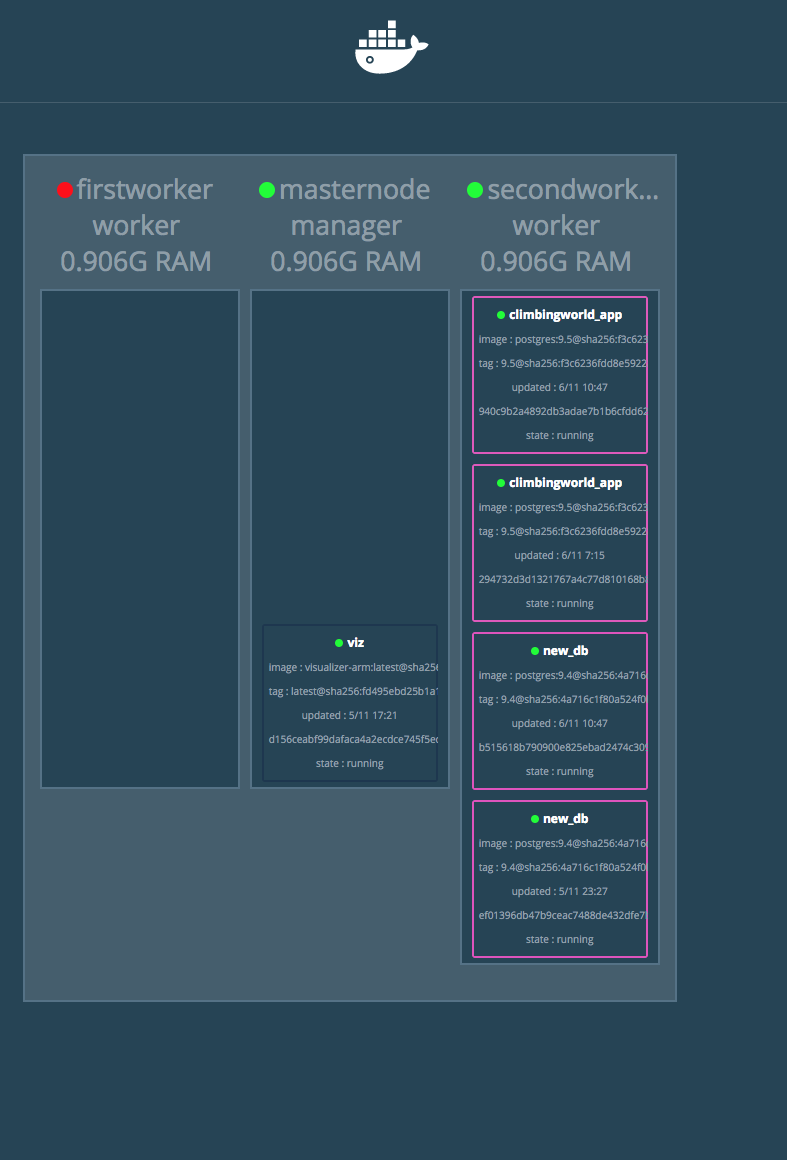 firstworker
worker
0.906G RAM
masternode
manager
0.906G RAM
viz
image : visualizer-arm:latest@sha256
tag : latest@sha256:fd495ebd25b1a1
updated : 5/11 17:21
d156ceabf99dafaca4a2ecdce745f5ec
state : running
secondwork...
worker
0.906G RAM
climbingworld_app
image : postgres:9.5@sha256:f3c623
tag : 9.5@sha256:f3c6236fdd8e5922
updated : 6/11 10:47
940c9b2a4892db3adae7b1b6cfdd62
state : running
climbingworld_app
image : postgres:9.5@sha256:f3c623
tag : 9.5@sha256:f3c6236fdd8e5922
updated : 6/11 7:15
294732d3d1321767a4c77d810168b
state : running
new_db
image : postgres:9.4@sha256:4a716
tag : 9.4@sha256:4a716c1f80a524f0
updated : 6/11 10:47
b515618b790900e825ebad2474c309
state : running
new_db
image : postgres:9.4@sha256:4a716
tag : 9.4@sha256:4a716c1f80a524f0
updated : 5/11 23:27
ef01396db47b9ceac7488de432dfe7
state : running